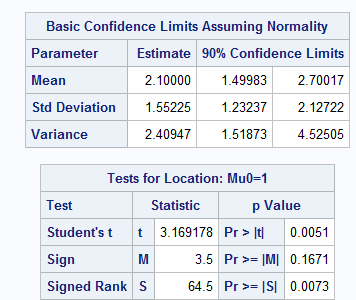 Basic Confidence Limits Assuming Normality
Parameter Estimate 90% Confidence Limits
Mean 2.10000 1.49983 2.70017
Std Deviation 1.55225 1.23237 2.12722
Variance 2.40947 1.51873 4.52505
Tests for Location: Mu0=1
Test Statistic p Value
Student's t t 3.169178 Pr > |t| 0.0051
Sign M 3.5 Pr >= |M| 0.1671
Signed Rank S 64.5 Pr >= |S| 0.0073